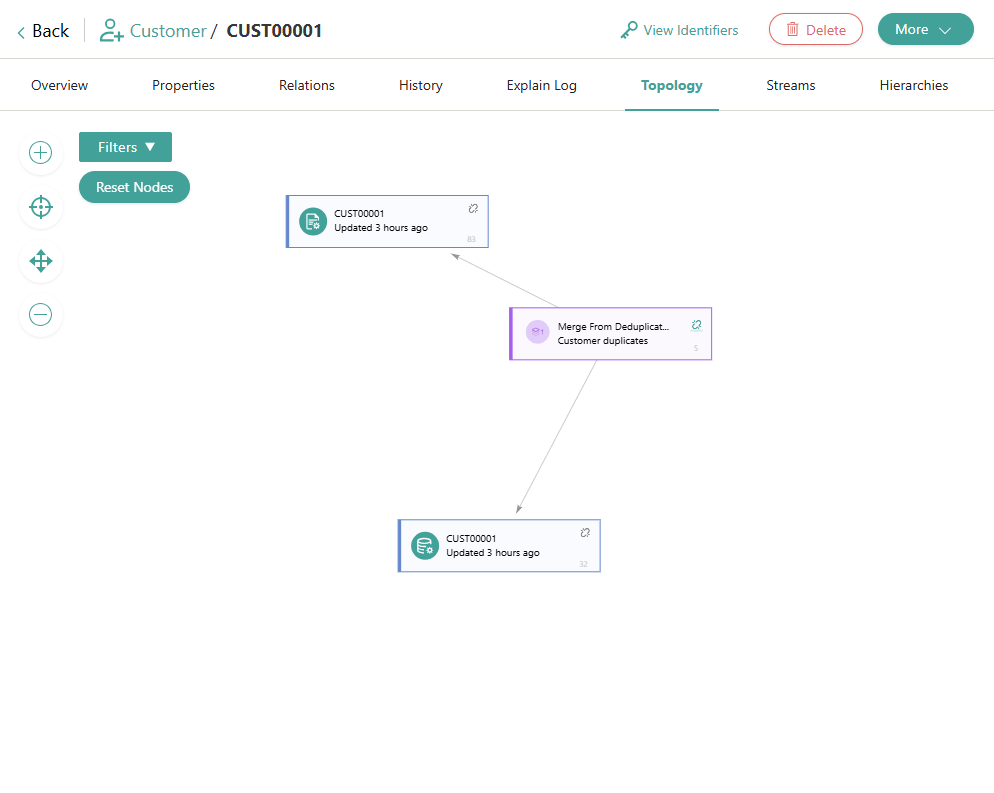 Back
Customer / CUST00001
View Identifiers
Delete
More
Overview
Properties
Relations
History
Explain Log
Topology
Streams
Hierarchies
Filters
Reset Nodes
CUST00001
Updated 3 hours ago
83
Merge From Deduplicat...
Customer duplicates
5
CUST00001
Updated 3 hours ago
32